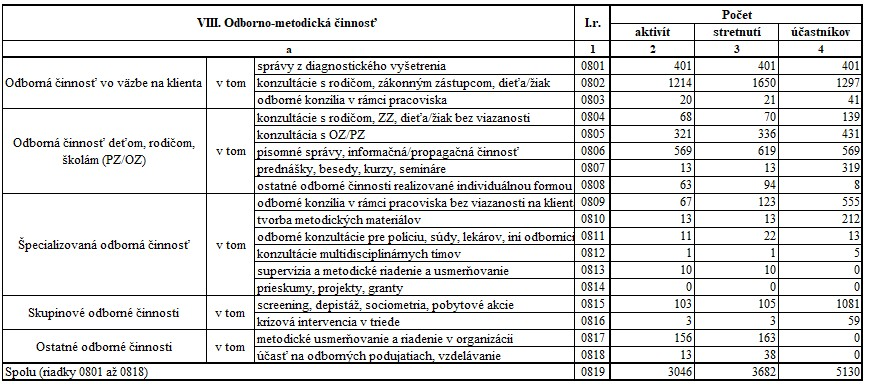 VIII. Odborno-metodická činnosť I.r. Počet
aktivít stretnutí účastníkov
a 1 2 3 4
Odborná činnosť vo väzbe na klienta v tom správy z diagnostického vyšetrenia 0801 401 401 401
konzultácie s rodičom, zákonným zástupcom, dieťa/žiak 0802 1214 1650 1297
odborné konzilia v rámci pracoviska 0803 20 21 41
Odborná činnosť deťom, rodičom, školám (PZ/OZ) v tom konzultácie s rodičom, ZZ, dieťa/žiak bez viazanosti 0804 68 70 139
konzultácia s OZ/PZ 0805 321 336 431
písomné správy, informačná/propagačná činnosť 0806 569 619 569
prednášky, besedy, kurzy, semináre 0807 13 13 319
ostatné odborné činnosti realizované individuálnou formou 0808 63 94 8
Špecializovaná odborná činnosť v tom odborné konzilia v rámci pracoviska bez viazanosti na klient 0809 67 123 555
tvorba metodických materiálov 0810 13 13 212
odborné konzultácie pre políciu, súdy, lekárov, iní odborníci 0811 11 22 13
konzultácie multidisciplinárnych tímov 0812 1 1 5
supervízia a metodické riadenie a usmerňovanie 0813 10 10 0
prieskumy, projekty, granty 0814 0 0 0
Skupinové odborné činnosti v tom screening, depistáž, sociometria, pobytové akcie 0815 103 105 1081
krízová intervencia v triede 0816 3 3 59
Ostatné odborné činnosti v tom metodické usmerňovanie a riadenie v organizácii 0817 156 163 0
účasť na odborných podujatiach, vzdelávanie 0818 13 38 0
Spolu (riadky 0801 až 0818) 0819 3046 3682 5130